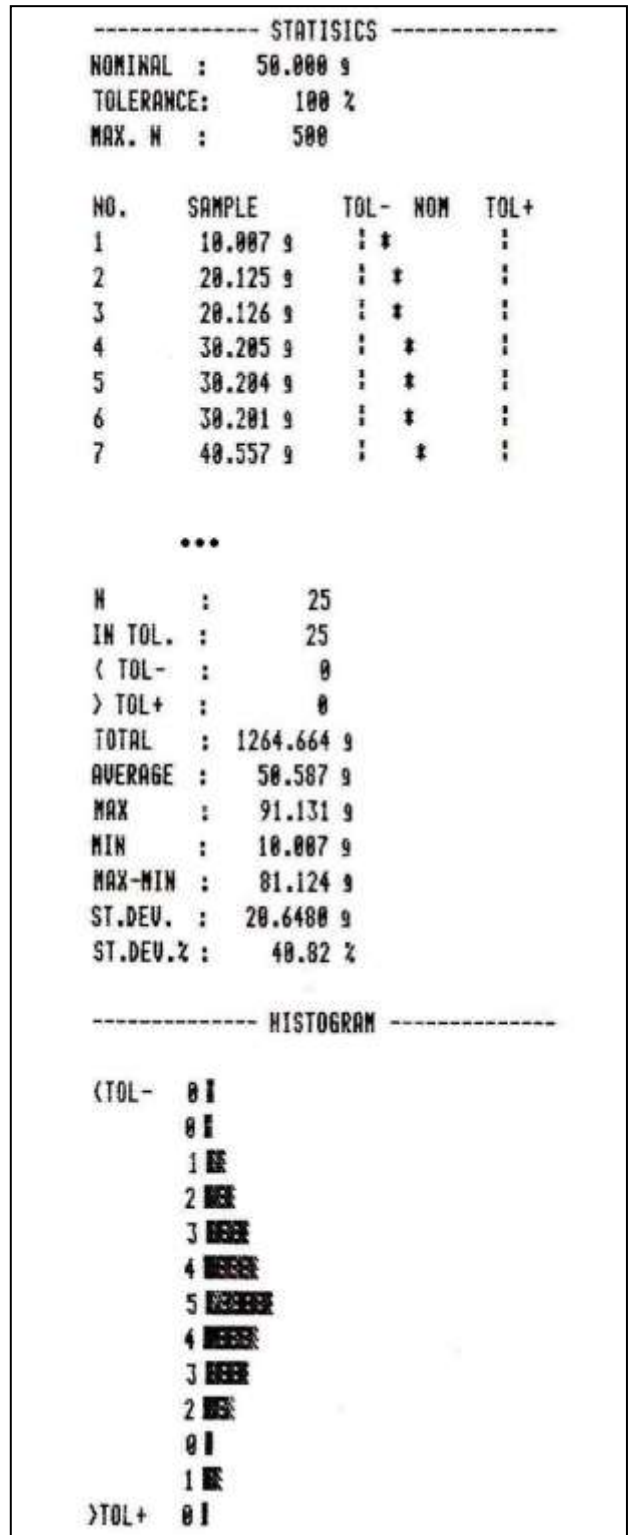 -------------- STATISICS --------------
NOMINAL : 50.000 g
TOLERANCE: 100 %
MAX. N : 500
NO. SAMPLE TOL- NOM TOL+
1 10.007 g ¦ * ¦
2 20.125 g ¦ * ¦
3 20.126 g ¦ * ¦
4 30.205 g ¦ * ¦
5 30.204 g ¦ * ¦
6 30.201 g ¦ * ¦
7 40.557 g ¦ * ¦
...
N : 25
IN TOL. : 25
< TOL- : 0
> TOL+ : 0
TOTAL : 1264.664 g
AVERAGE : 50.587 g
MAX : 91.131 g
MIN : 10.007 g
MAX-MIN : 81.124 g
ST.DEV. : 20.6480 g
ST.DEV.% : 40.82 %
-------------- HISTOGRAM --------------
<TOL- 0
0
1
2
3
4
5
4
3
2
0
1
>TOL+ 0